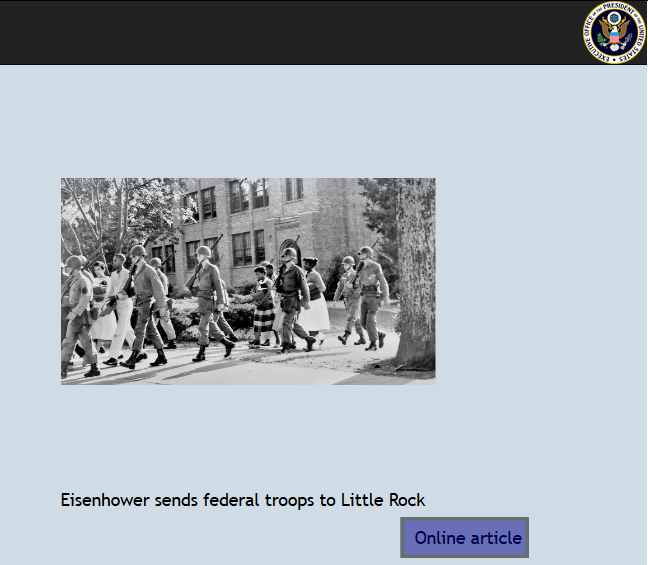 EXECUTIVE OFFICE OF THE PRESIDENT OF THE UNITED STATES
Eisenhower sends federal troops to Little Rock
Online article